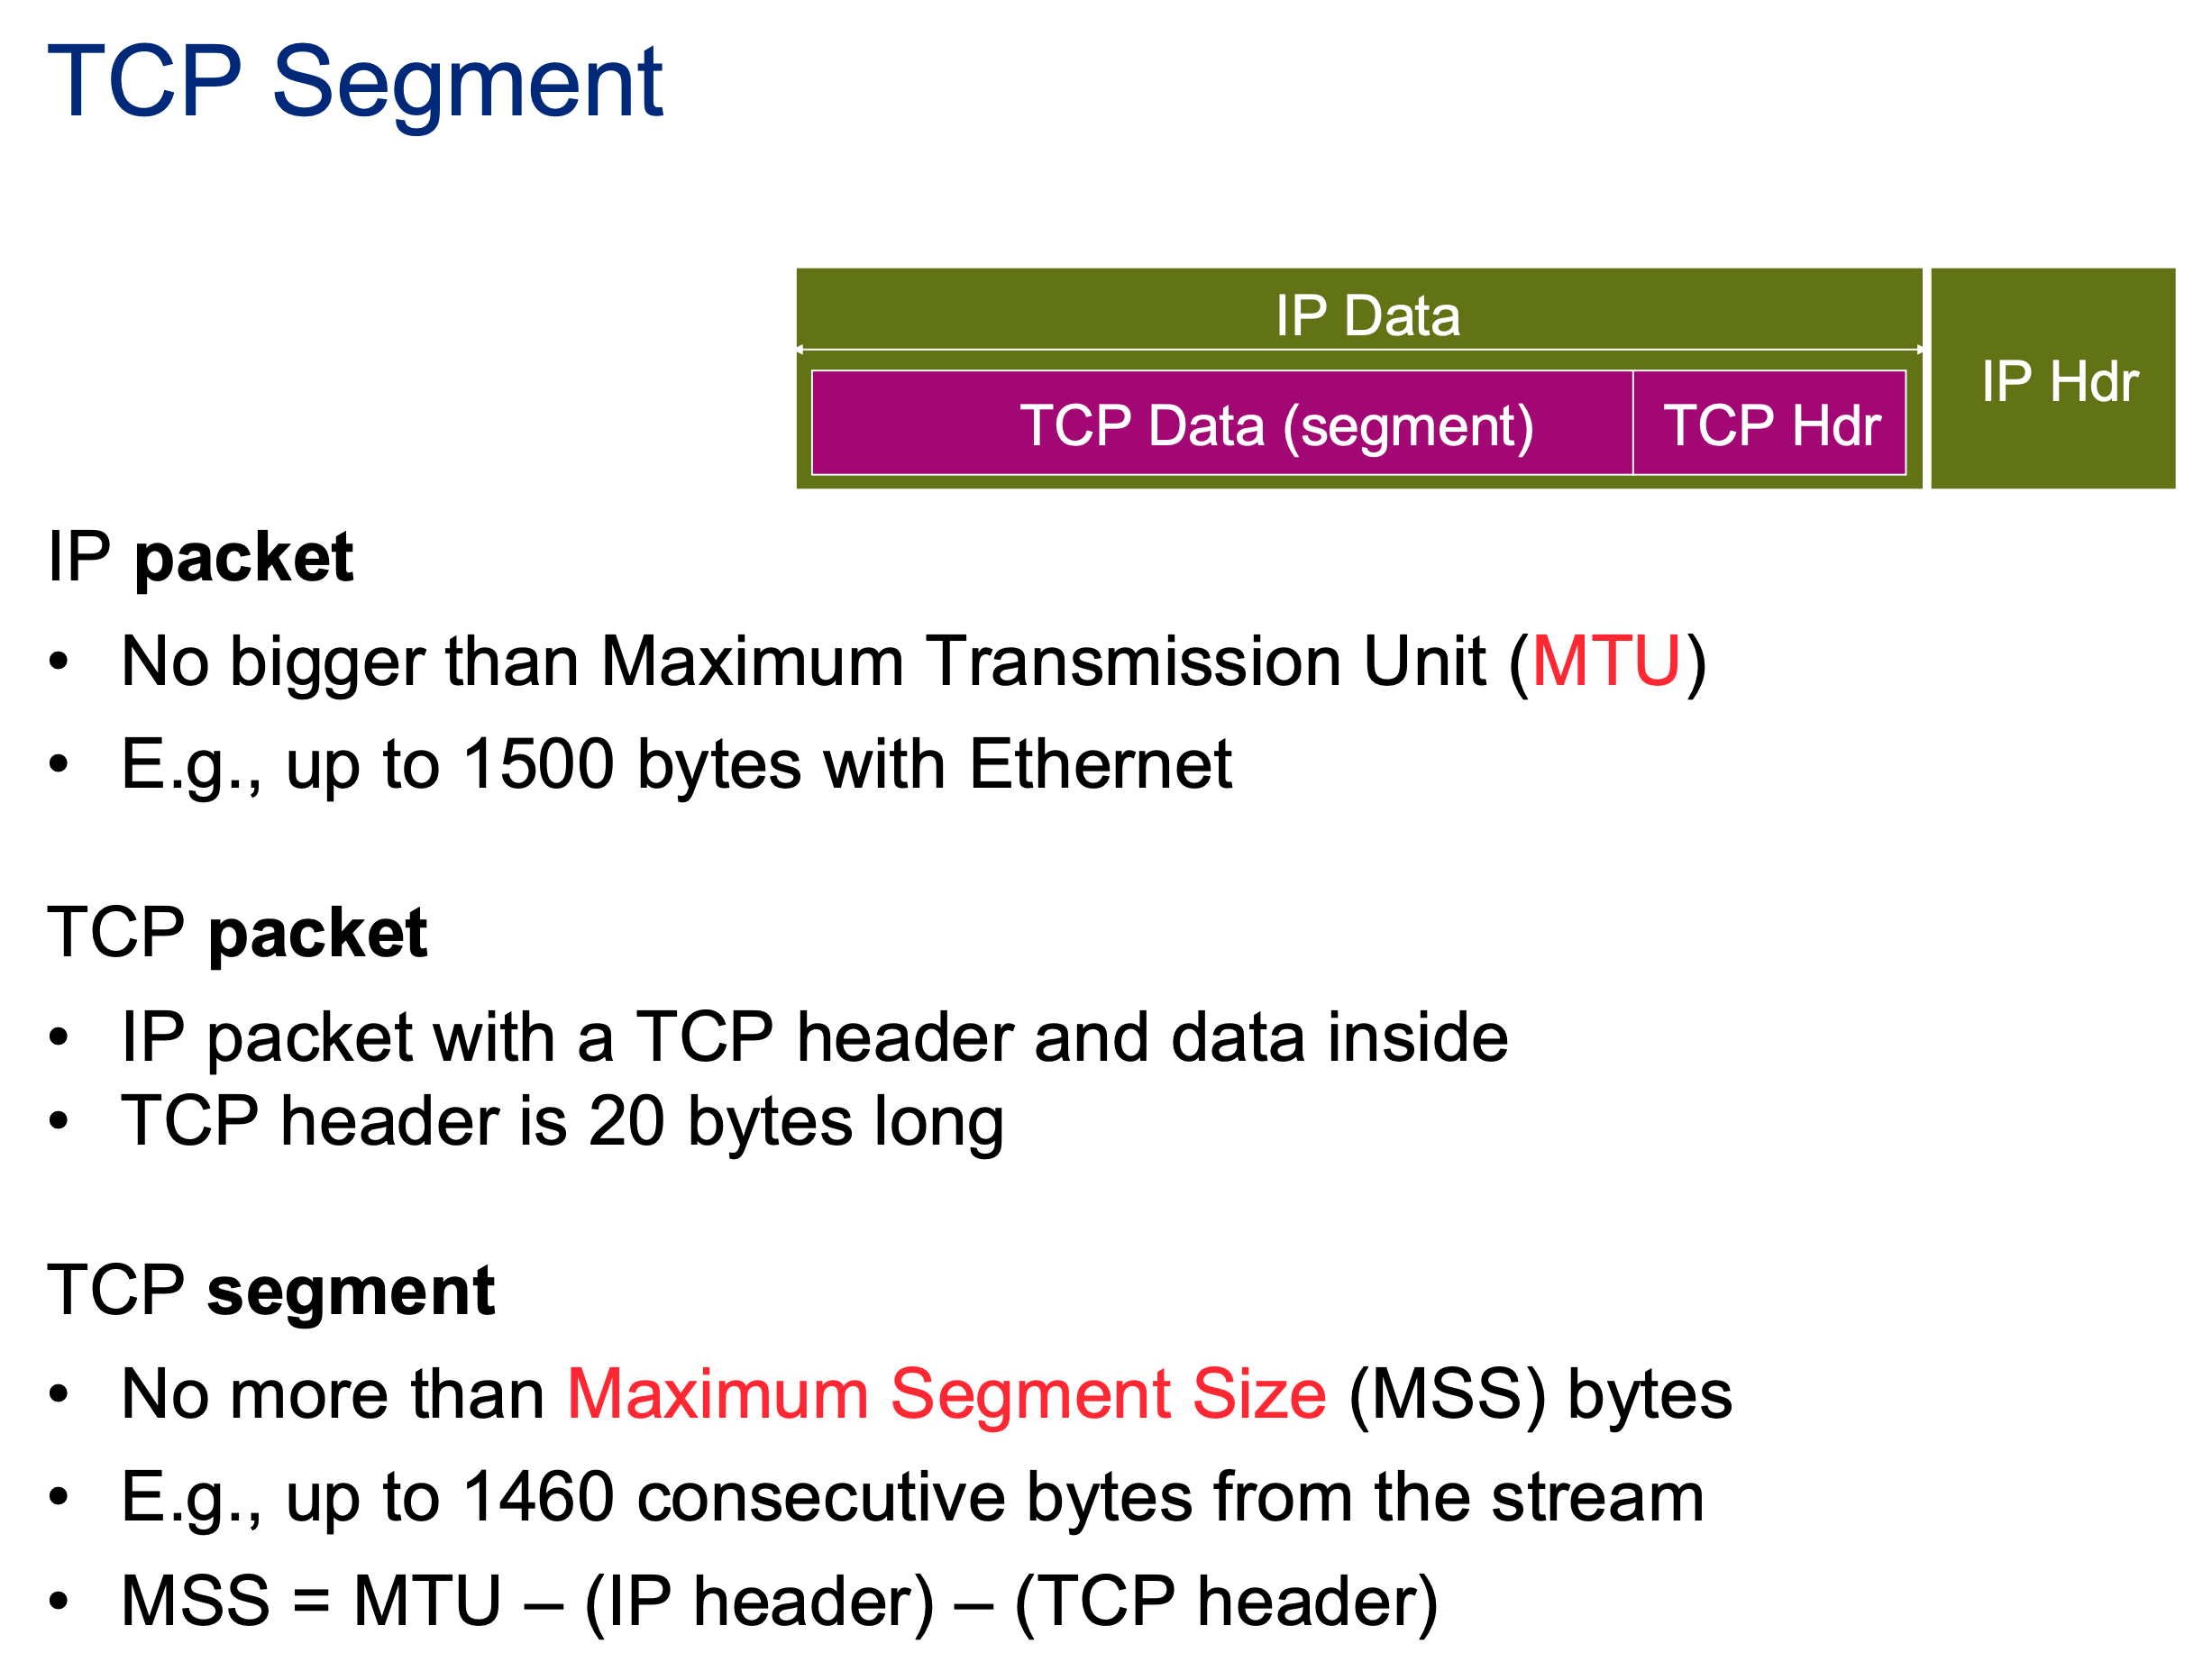 TCP Segment
IP Data
IP Hdr
TCP Data (segment)
TCP Hdr
IP packet
• No bigger than Maximum Transmission Unit (MTU)
• E.g., up to 1500 bytes with Ethernet
TCP packet
• IP packet with a TCP header and data inside
• TCP header is 20 bytes long
TCP segment
• No more than Maximum Segment Size (MSS) bytes
• E.g., up to 1460 consecutive bytes from the stream
• MSS = MTU – (IP header) – (TCP header)